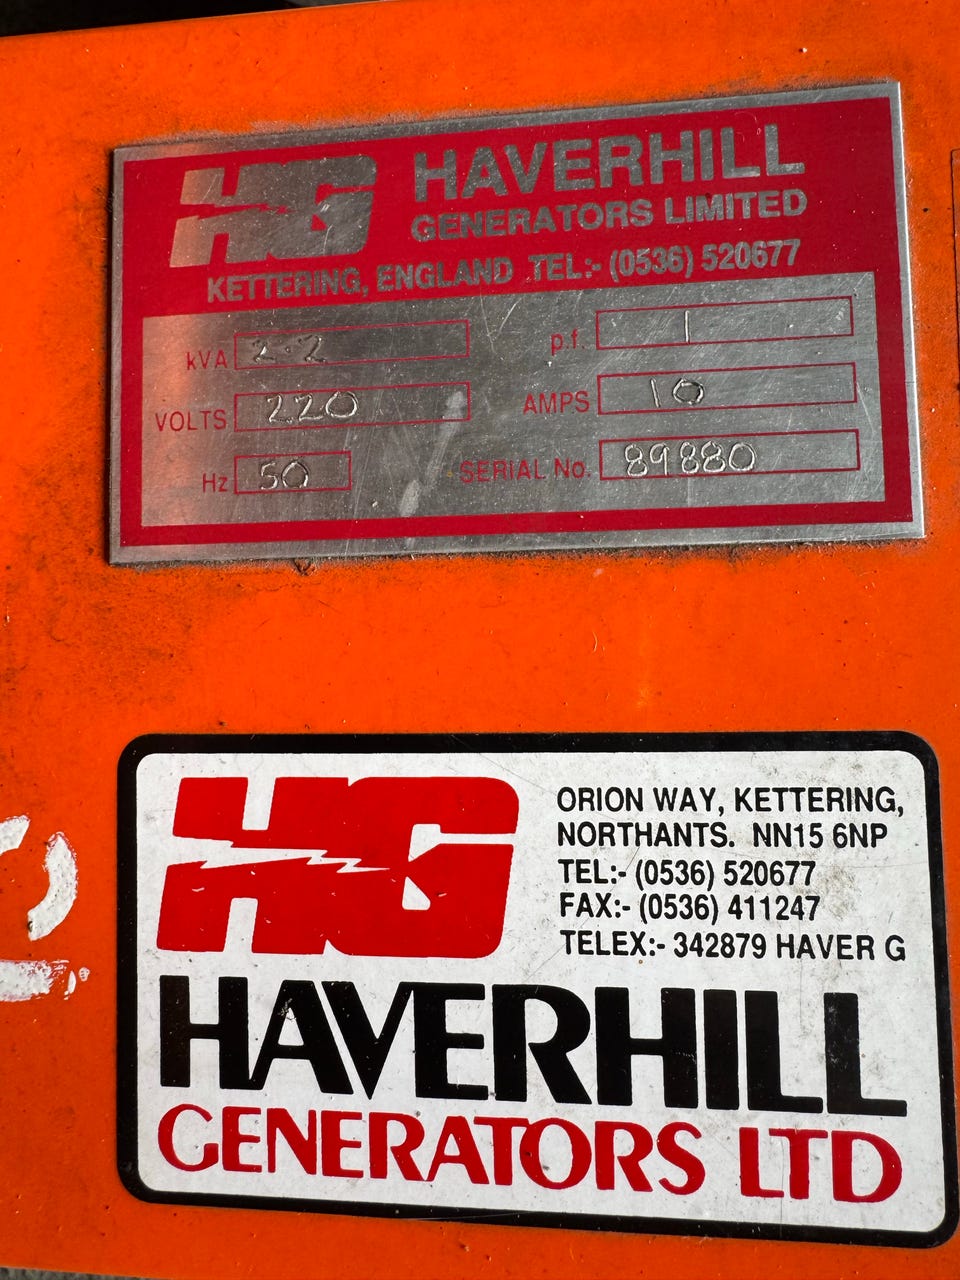 HG HAVERHILL
GENERATORS LIMITED
KETTERING, ENGLAND TEL:- (0536) 520677
kVA 2.2 p.f. 1
VOLTS 220 AMPS 10
Hz 50 SERIAL No. 89880
HG
ORION WAY, KETTERING,
NORTHANTS. NN15 6NP
TEL:- (0536) 520677
FAX:- (0536) 411247
TELEX:- 342879 HAVER G
HAVERHILL
GENERATORS LTD